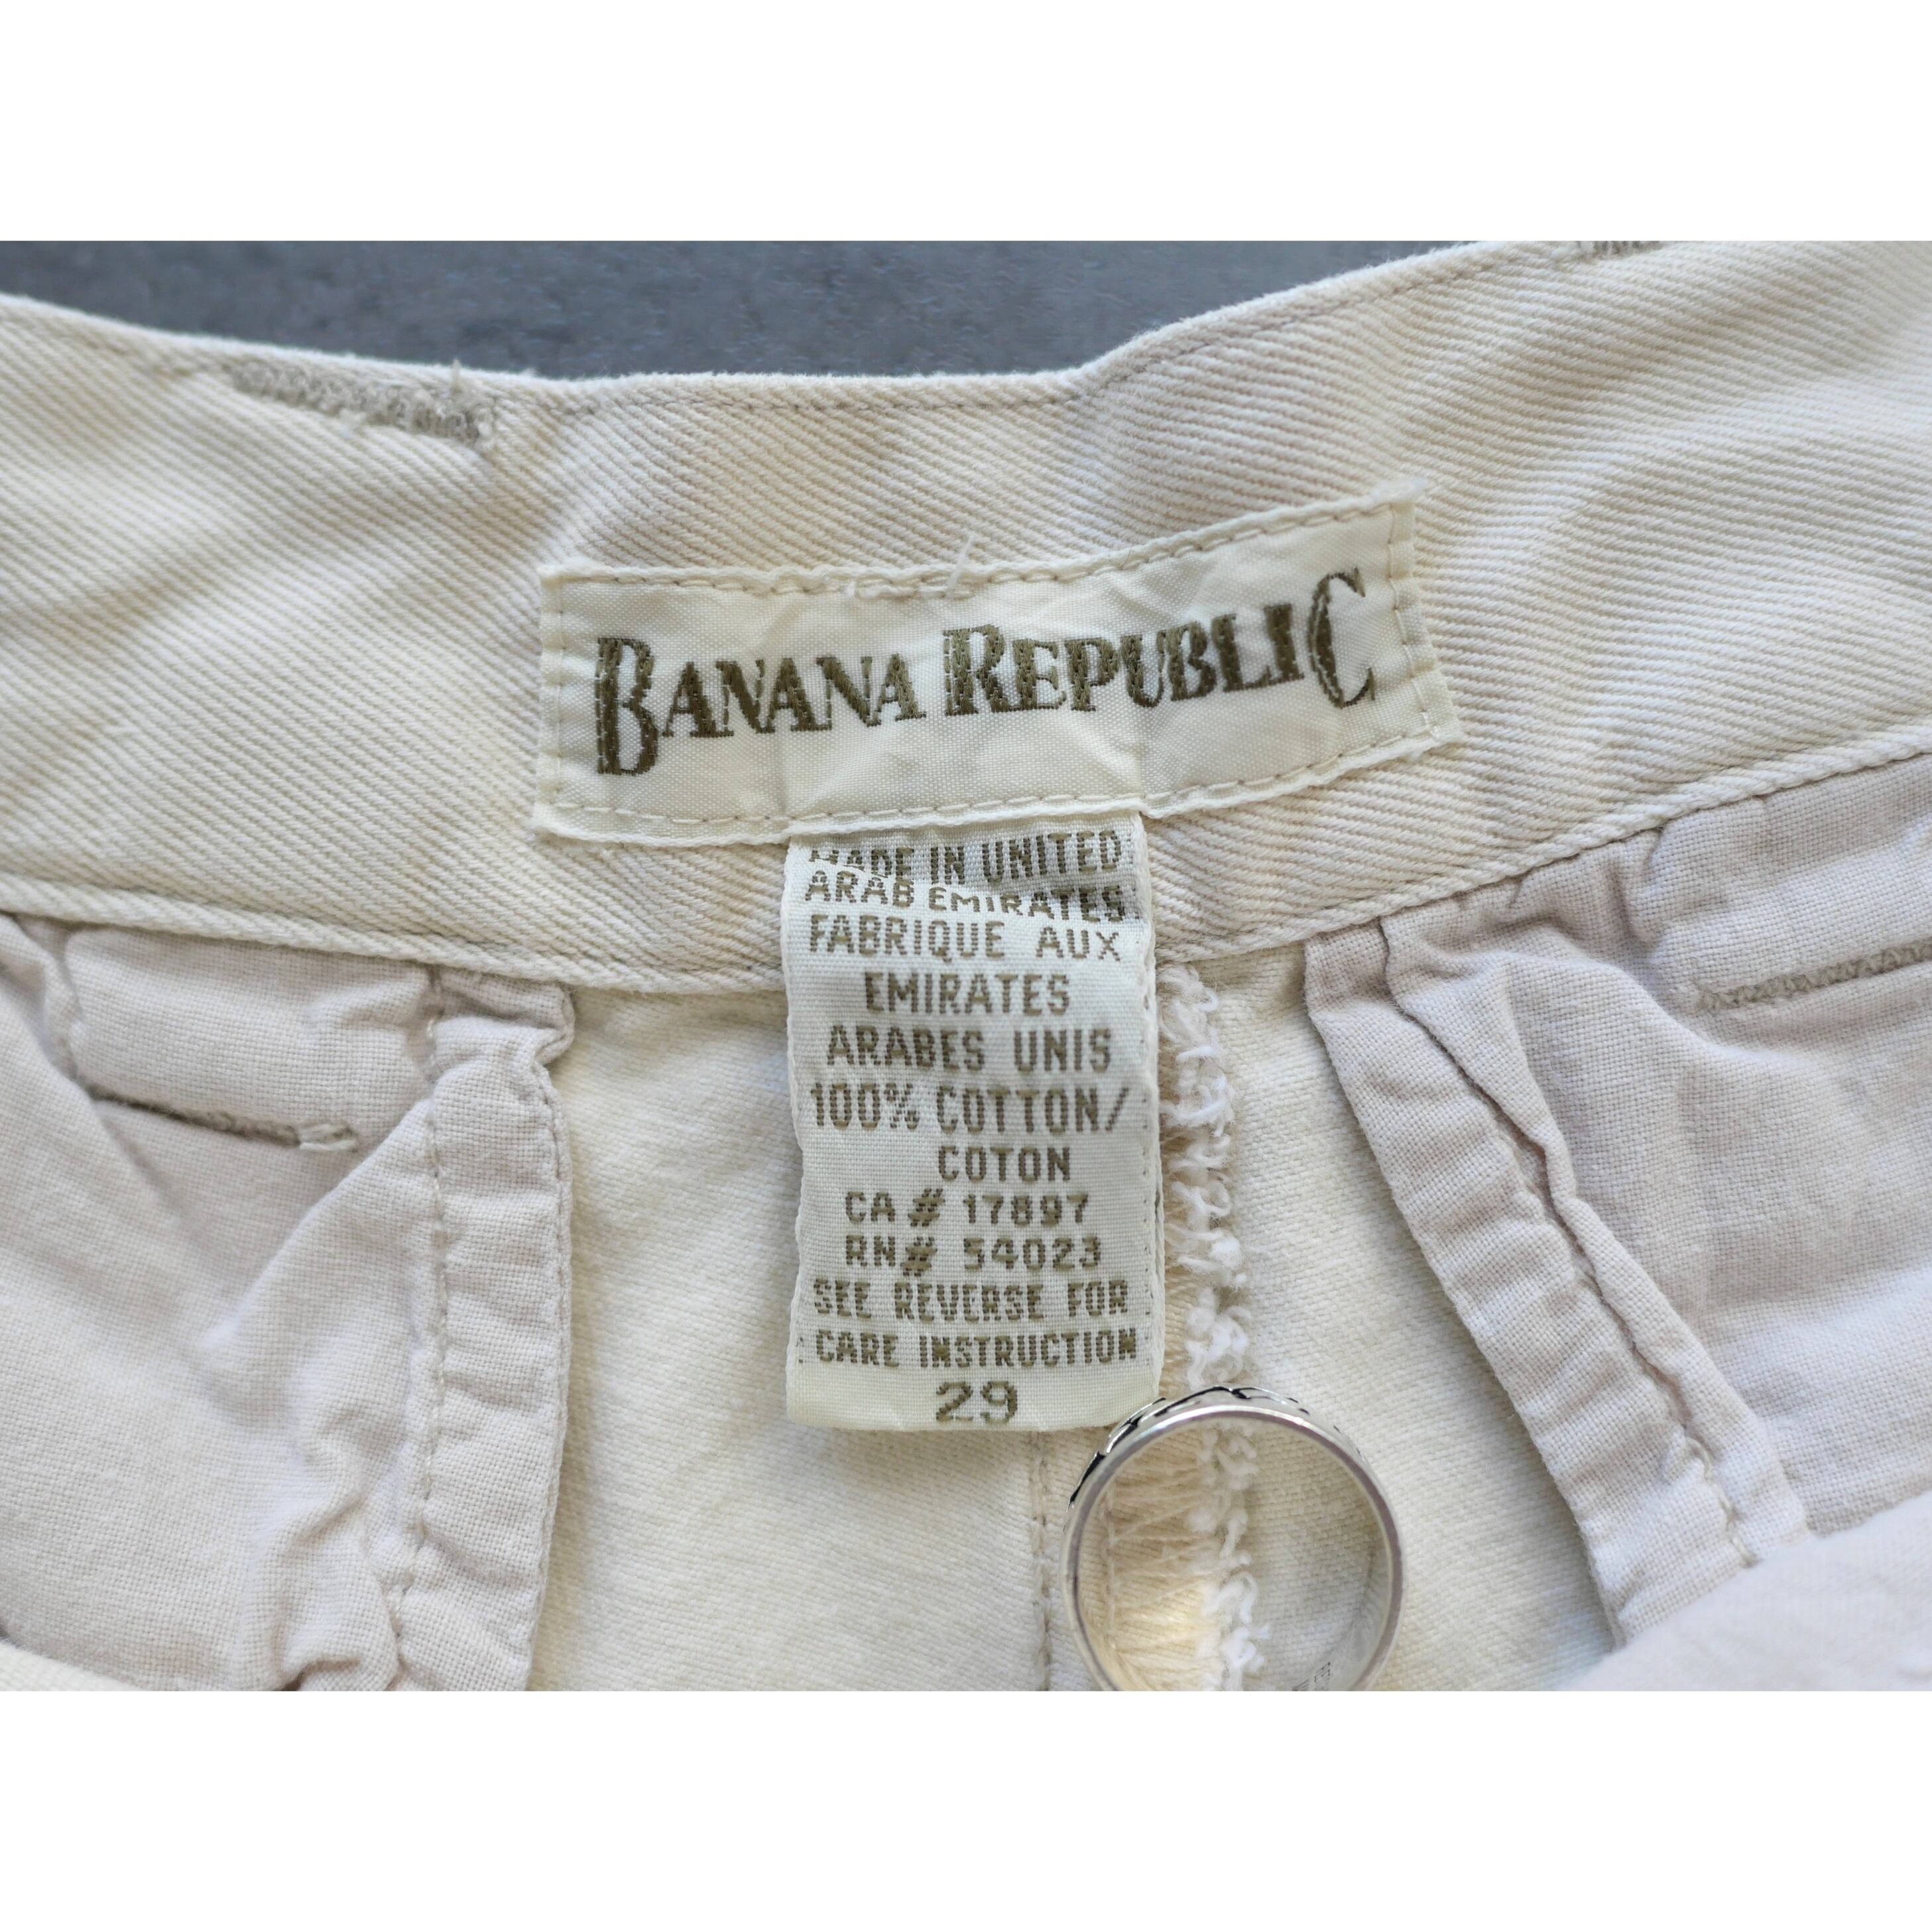 BANANA REPUBLIC
MADE IN UNITED
ARAB EMIRATES
FABRIQUE AUX
EMIRATES
ARABES UNIS
100% COTTON/
COTON
CA# 17897
RN# 54023
SEE REVERSE FOR
CARE INSTRUCTION
29